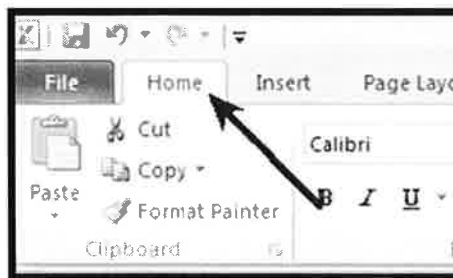 File Home Insert Page Layo
Cut
Calibri
Copy
Paste
B I U
Format Painter
Clipboard